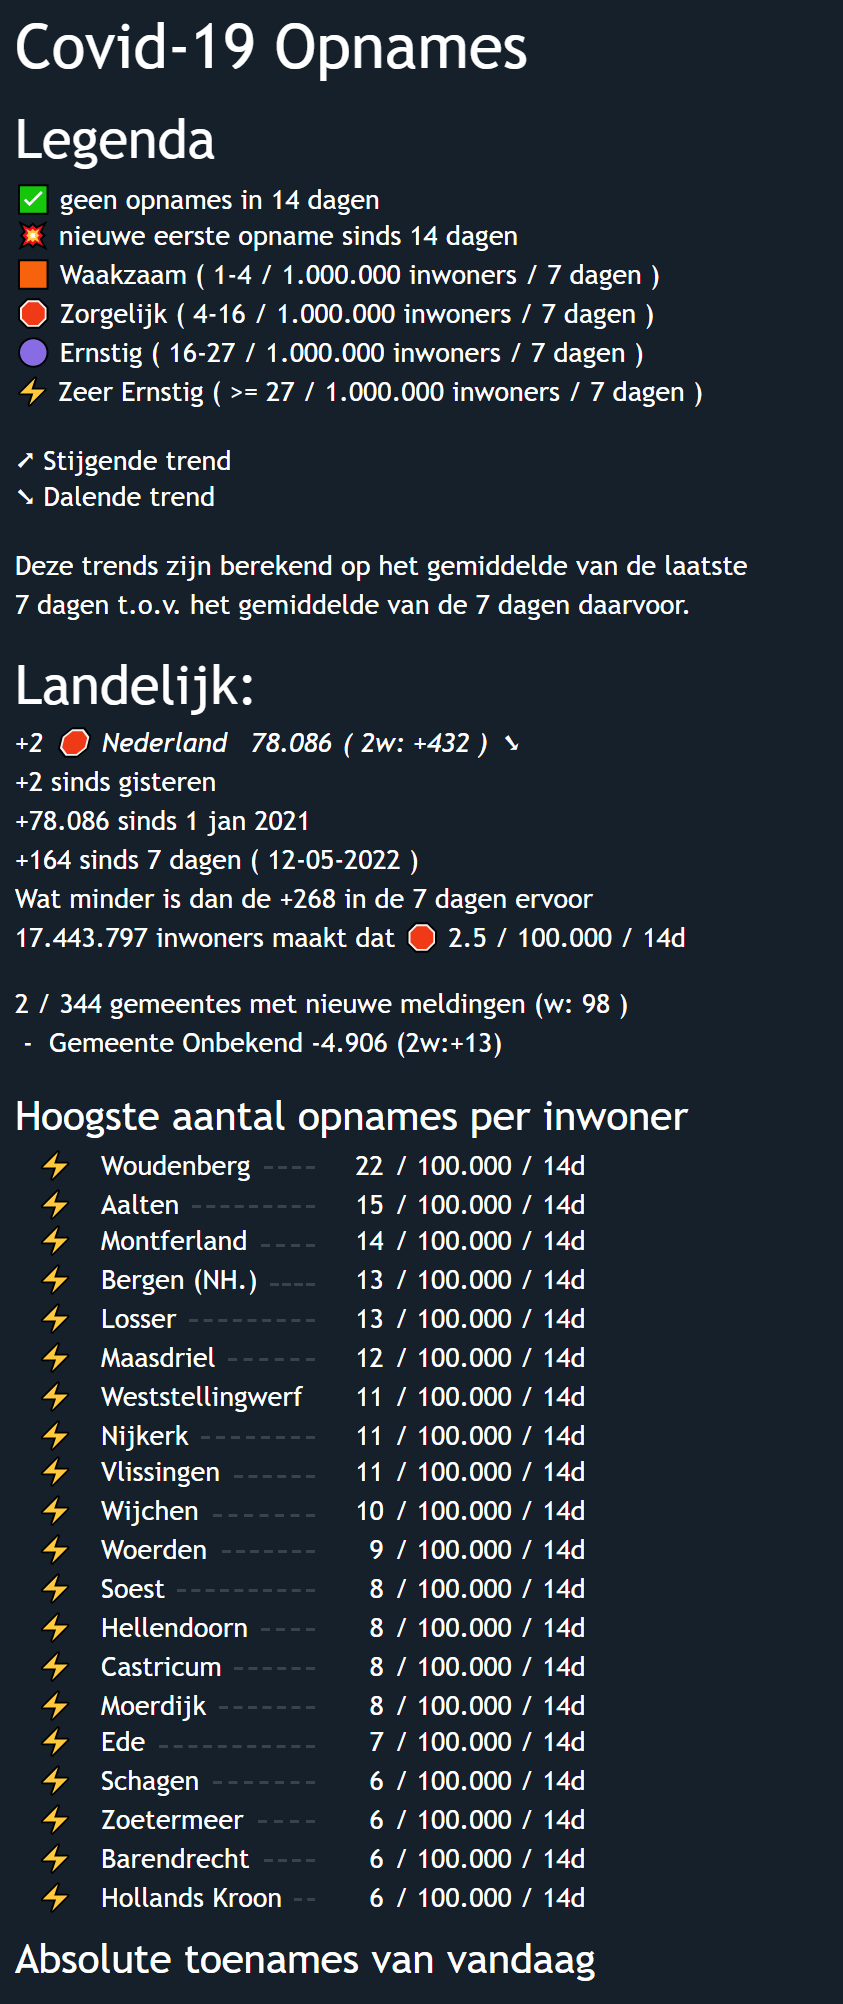 Covid-19 Opnames
Legenda
✅ geen opnames in 14 dagen
💥 nieuwe eerste opname sinds 14 dagen
🟧 Waakzaam ( 1-4 / 1.000.000 inwoners / 7 dagen )
🛑 Zorgelijk ( 4-16 / 1.000.000 inwoners / 7 dagen )
🟣 Ernstig ( 16-27 / 1.000.000 inwoners / 7 dagen )
⚡ Zeer Ernstig ( >= 27 / 1.000.000 inwoners / 7 dagen )
➚ Stijgende trend
➘ Dalende trend
Deze trends zijn berekend op het gemiddelde van de laatste
7 dagen t.o.v. het gemiddelde van de 7 dagen daarvoor.
Landelijk:
+2 🛑 Nederland 78.086 ( 2w: +432 ) ➘
+2 sinds gisteren
+78.086 sinds 1 jan 2021
+164 sinds 7 dagen ( 12-05-2022 )
Wat minder is dan de +268 in de 7 dagen ervoor
17.443.797 inwoners maakt dat 🛑 2.5 / 100.000 / 14d
2 / 344 gemeentes met nieuwe meldingen (w: 98 )
- Gemeente Onbekend -4.906 (2w:+13)
Hoogste aantal opnames per inwoner
⚡ Woudenberg ---- 22 / 100.000 / 14d
⚡ Aalten --------- 15 / 100.000 / 14d
⚡ Montferland ---- 14 / 100.000 / 14d
⚡ Bergen (NH.) ---- 13 / 100.000 / 14d
⚡ Losser --------- 13 / 100.000 / 14d
⚡ Maasdriel ------ 12 / 100.000 / 14d
⚡ Weststellingwerf 11 / 100.000 / 14d
⚡ Nijkerk -------- 11 / 100.000 / 14d
⚡ Vlissingen ------ 11 / 100.000 / 14d
⚡ Wijchen ------- 10 / 100.000 / 14d
⚡ Woerden ------- 9 / 100.000 / 14d
⚡ Soest ---------- 8 / 100.000 / 14d
⚡ Hellendoorn ---- 8 / 100.000 / 14d
⚡ Castricum ------ 8 / 100.000 / 14d
⚡ Moerdijk ------- 8 / 100.000 / 14d
⚡ Ede ----------- 7 / 100.000 / 14d
⚡ Schagen ------- 6 / 100.000 / 14d
⚡ Zoetermeer ---- 6 / 100.000 / 14d
⚡ Barendrecht ---- 6 / 100.000 / 14d
⚡ Hollands Kroon -- 6 / 100.000 / 14d
Absolute toenames van vandaag